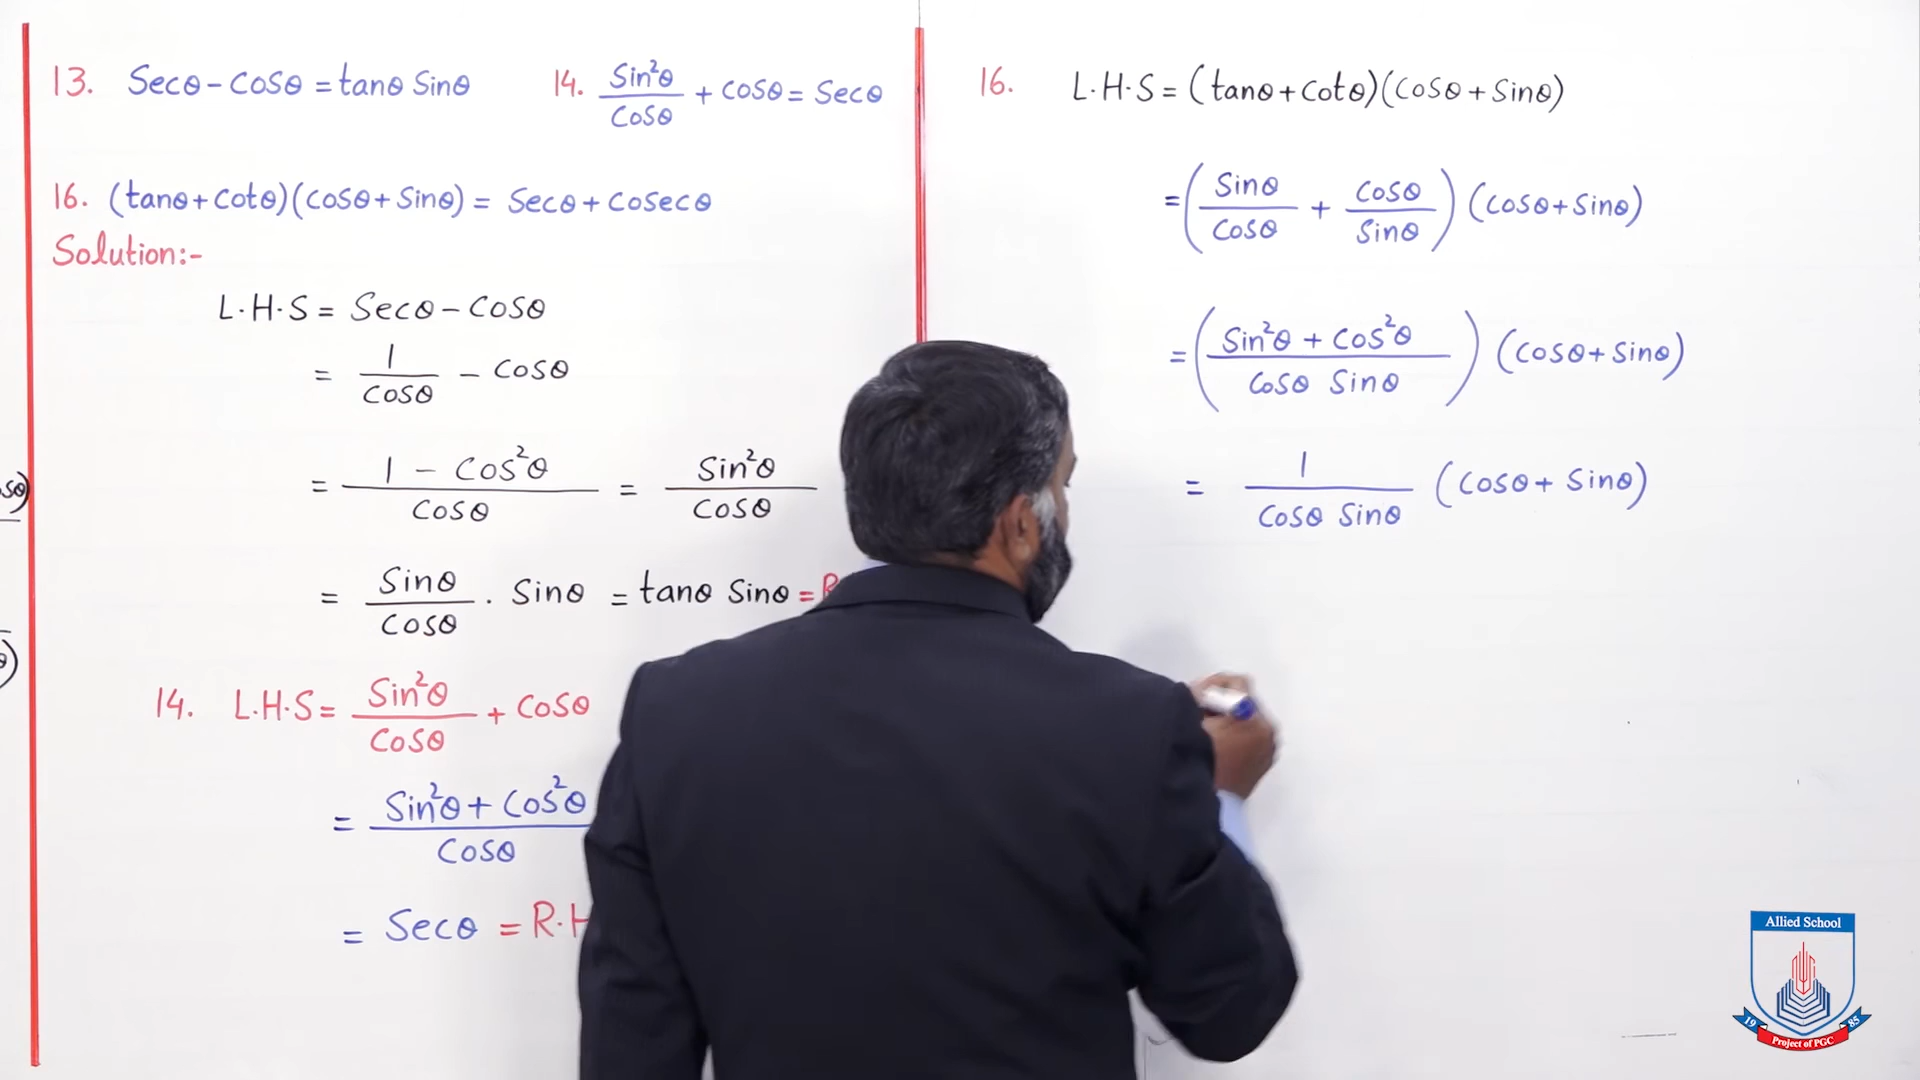 13. Secθ - Cosθ = tanθ Sinθ
14. Sin²θ/Cosθ + Cosθ = Secθ
16. (tanθ + Cotθ)(Cosθ + Sinθ) = Secθ + Cosecθ
Solution:-
L.H.S = Secθ - Cosθ
= 1/Cosθ - Cosθ
= (1 - Cos²θ)/Cosθ = Sin²θ/Cosθ
= Sinθ/Cosθ . Sinθ = tanθ Sinθ = R
14. L.H.S = Sin²θ/Cosθ + Cosθ
= (Sin²θ + Cos²θ)/Cosθ
= Secθ = R.H
16. L.H.S = (tanθ + Cotθ)(Cosθ + Sinθ)
= (Sinθ/Cosθ + Cosθ/Sinθ) (Cosθ + Sinθ)
= ((Sin²θ + Cos²θ)/(Cosθ Sinθ)) (Cosθ + Sinθ)
= 1/(Cosθ Sinθ) (Cosθ + Sinθ)
Allied School
19 85
Project of PGC